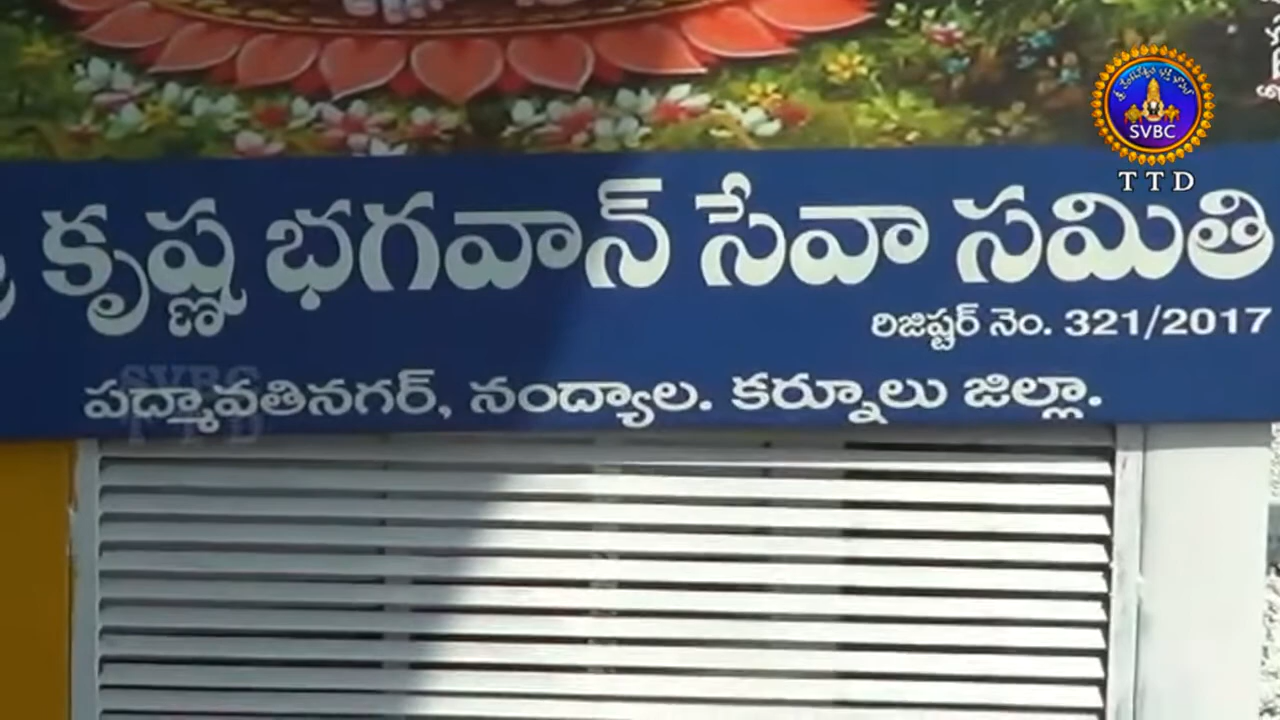 కృష్ణ భగవాన్ సేవా సమితి
రిజిష్టర్ నెం. 321/2017
పద్మావతినగర్, నంద్యాల. కర్నూలు జిల్లా.
SVBC
TTD